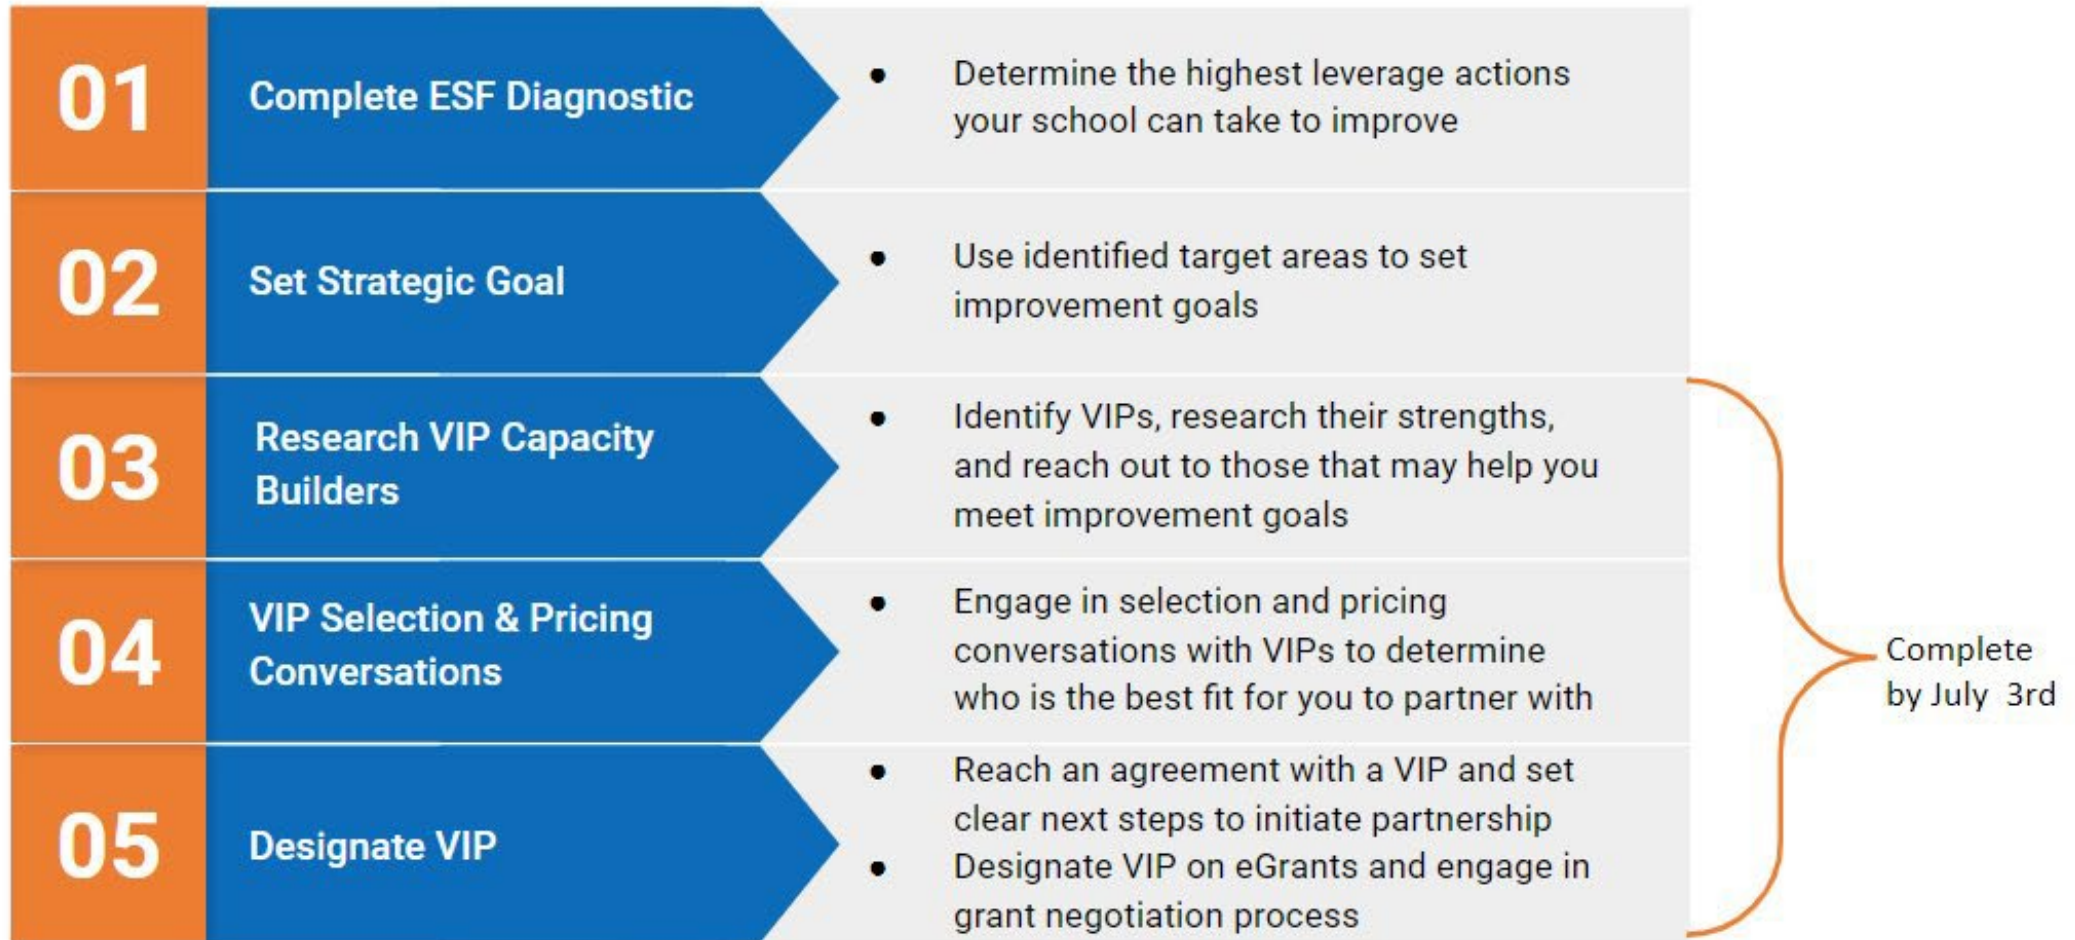 01
Complete ESF Diagnostic
● Determine the highest leverage actions
your school can take to improve
02
Set Strategic Goal
● Use identified target areas to set
improvement goals
03
Research VIP Capacity
Builders
● Identify VIPs, research their strengths,
and reach out to those that may help you
meet improvement goals
04
VIP Selection & Pricing
Conversations
● Engage in selection and pricing
conversations with VIPs to determine
who is the best fit for you to partner with
05
Designate VIP
● Reach an agreement with a VIP and set
clear next steps to initiate partnership
● Designate VIP on eGrants and engage in
grant negotiation process
Complete
by July 3rd